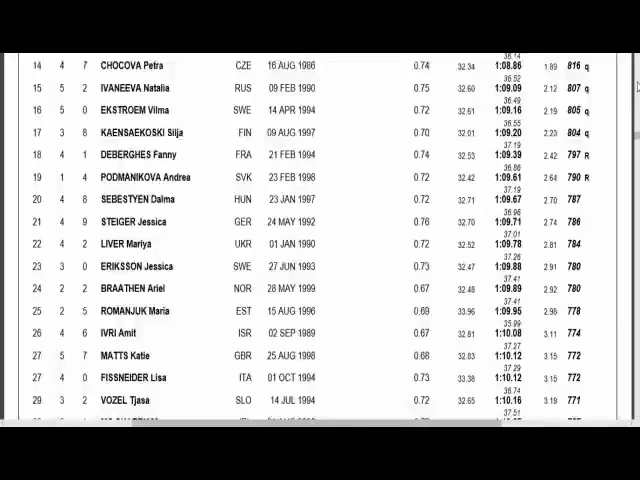 36.14
14 4 7 CHOCOVA Petra CZE 16 AUG 1986 0.74 32.34 1:08.86 1.89 816 q
36.52
15 5 2 IVANEEVA Natalia RUS 09 FEB 1990 0.75 32.60 1:09.09 2.12 807 q
36.49
16 5 0 EKSTROEM Vilma SWE 14 APR 1994 0.72 32.61 1:09.16 2.19 805 q
36.55
17 3 8 KAENSAEKOSKI Silja FIN 09 AUG 1997 0.70 32.01 1:09.20 2.23 804 q
37.19
18 4 1 DEBERGHES Fanny FRA 21 FEB 1994 0.74 32.53 1:09.39 2.42 797 R
36.86
19 1 4 PODMANIKOVA Andrea SVK 23 FEB 1998 0.72 32.42 1:09.61 2.64 790 R
37.19
20 4 8 SEBESTYEN Dalma HUN 23 JAN 1997 0.72 32.71 1:09.67 2.70 787
36.96
21 4 9 STEIGER Jessica GER 24 MAY 1992 0.76 32.70 1:09.71 2.74 786
37.01
22 4 2 LIVER Mariya UKR 01 JAN 1990 0.72 32.52 1:09.78 2.81 784
37.26
23 3 0 ERIKSSON Jessica SWE 27 JUN 1993 0.73 32.47 1:09.88 2.91 780
37.41
24 2 2 BRAATHEN Ariel NOR 28 MAY 1999 0.67 32.48 1:09.89 2.92 780
37.41
25 2 5 ROMANJUK Maria EST 15 AUG 1996 0.69 33.96 1:09.95 2.98 778
35.99
26 4 6 IVRI Amit ISR 02 SEP 1989 0.67 32.81 1:10.08 3.11 774
37.27
27 5 7 MATTS Katie GBR 25 AUG 1998 0.68 32.83 1:10.12 3.15 772
37.29
27 4 0 FISSNEIDER Lisa ITA 01 OCT 1994 0.73 33.38 1:10.12 3.15 772
36.74
29 3 2 VOZEL Tjasa SLO 14 JUL 1994 0.72 32.65 1:10.16 3.19 771
37.51